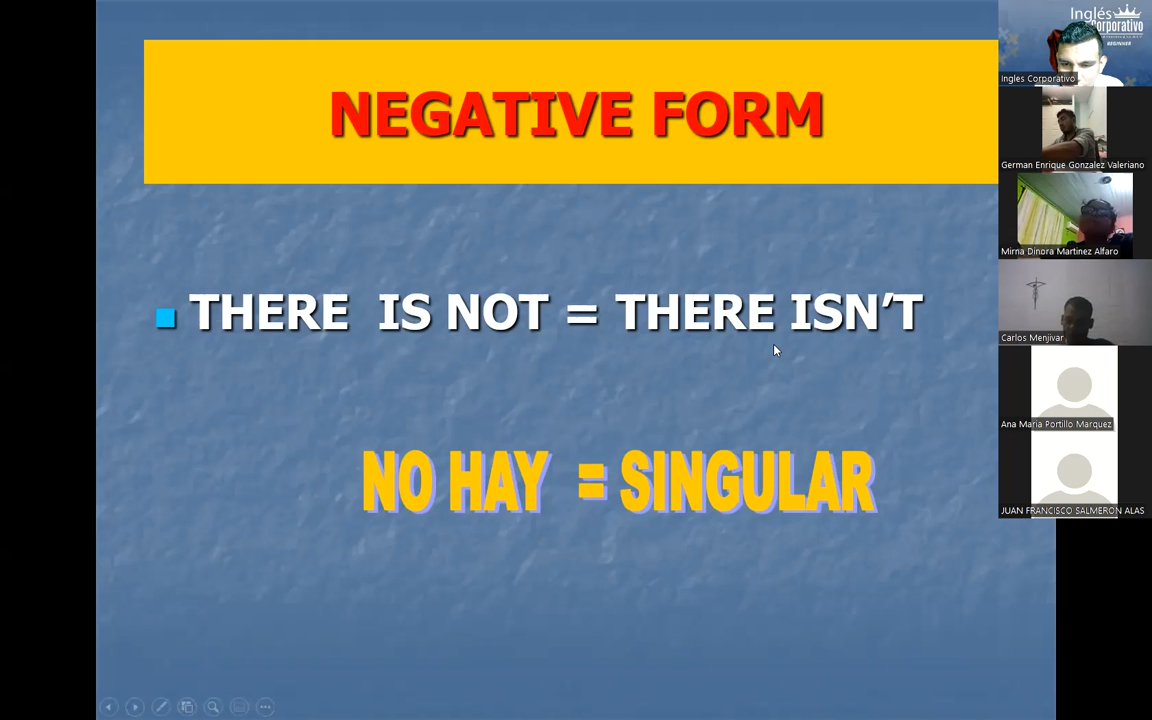 NEGATIVE FORM
THERE IS NOT = THERE ISN'T
NO HAY = SINGULAR
Inglés
Corporativo
BEGINNER
Ingles Corporativo
German Enrique Gonzalez Valeriano
Mirna Dinora Martinez Alfaro
Carlos Menjivar
Ana Maria Portillo Marquez
JUAN FRANCISCO SALMERON ALAS